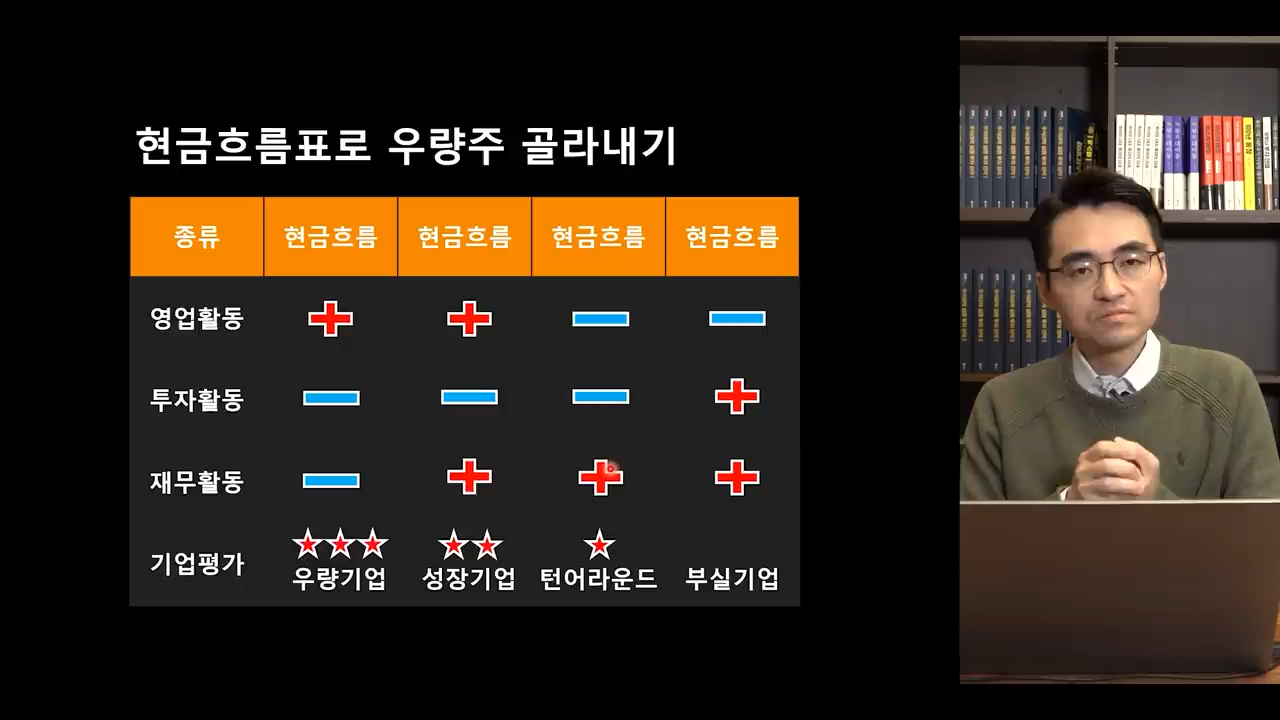 현금흐름표로 우량주 골라내기
종류 현금흐름 현금흐름 현금흐름 현금흐름
영업활동
투자활동
재무활동
기업평가
우량기업 성장기업 턴어라운드 부실기업